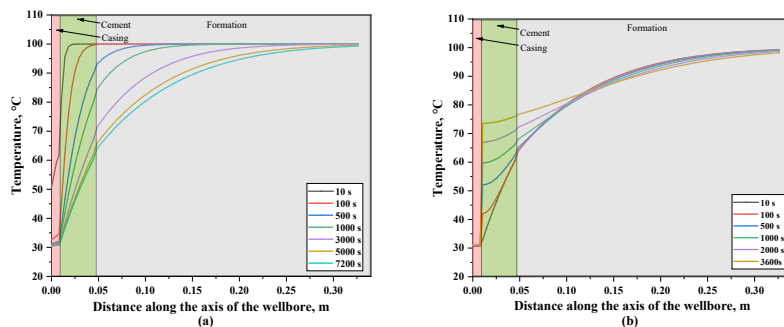 Cement
Casing
Formation
Temperature, °C
110
100
90
80
70
60
50
40
30
20
10 s
100 s
500 s
1000 s
3000 s
5000 s
7200 s
0.00 0.05 0.10 0.15 0.20 0.25 0.30
Distance along the axis of the wellbore, m
(a)
Cement
Casing
Formation
Temperature, °C
110
100
90
80
70
60
50
40
30
20
10 s
100 s
500 s
1000 s
2000 s
3600s
0.00 0.05 0.10 0.15 0.20 0.25 0.30
Distance along the axis of the wellbore, m
(b)